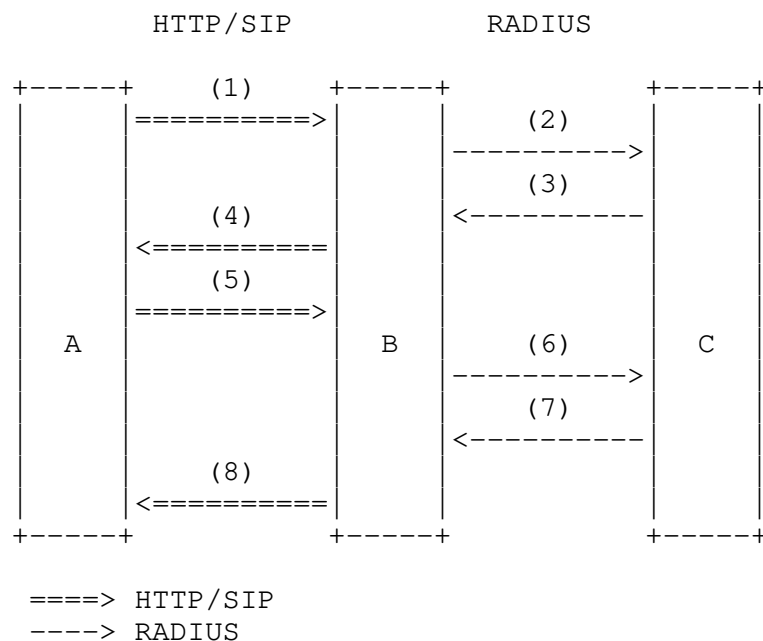 HTTP/SIP RADIUS
(1)
(2)
(3)
(4)
(5)
A B (6) C
(7)
(8)
====> HTTP/SIP
----> RADIUS